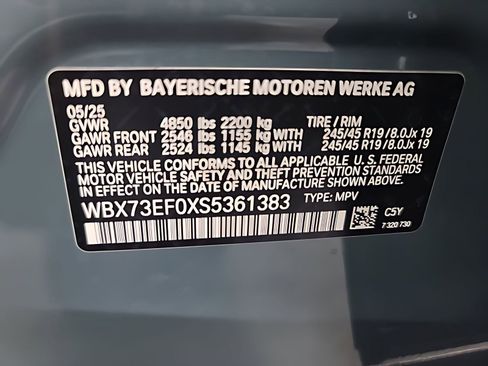 MFD BY BAYERISCHE MOTOREN WERKE AG
05/25
GVWR 4850 lbs 2200 kg TIRE / RIM
GAWR FRONT 2546 lbs 1155 kg WITH 245/45 R19 / 8.0Jx 19
GAWR REAR 2524 lbs 1145 kg WITH 245/45 R19 / 8.0Jx 19
THIS VEHICLE CONFORMS TO ALL APPLICABLE U. S. FEDERAL
MOTOR VEHICLE SAFETY AND THEFT PREVENTION STANDARDS
IN EFFECT ON THE DATE OF MANUFACTURE SHOWN ABOVE.
WBX73EF0XS5361383 TYPE: MPV
C5Y
7 320 730